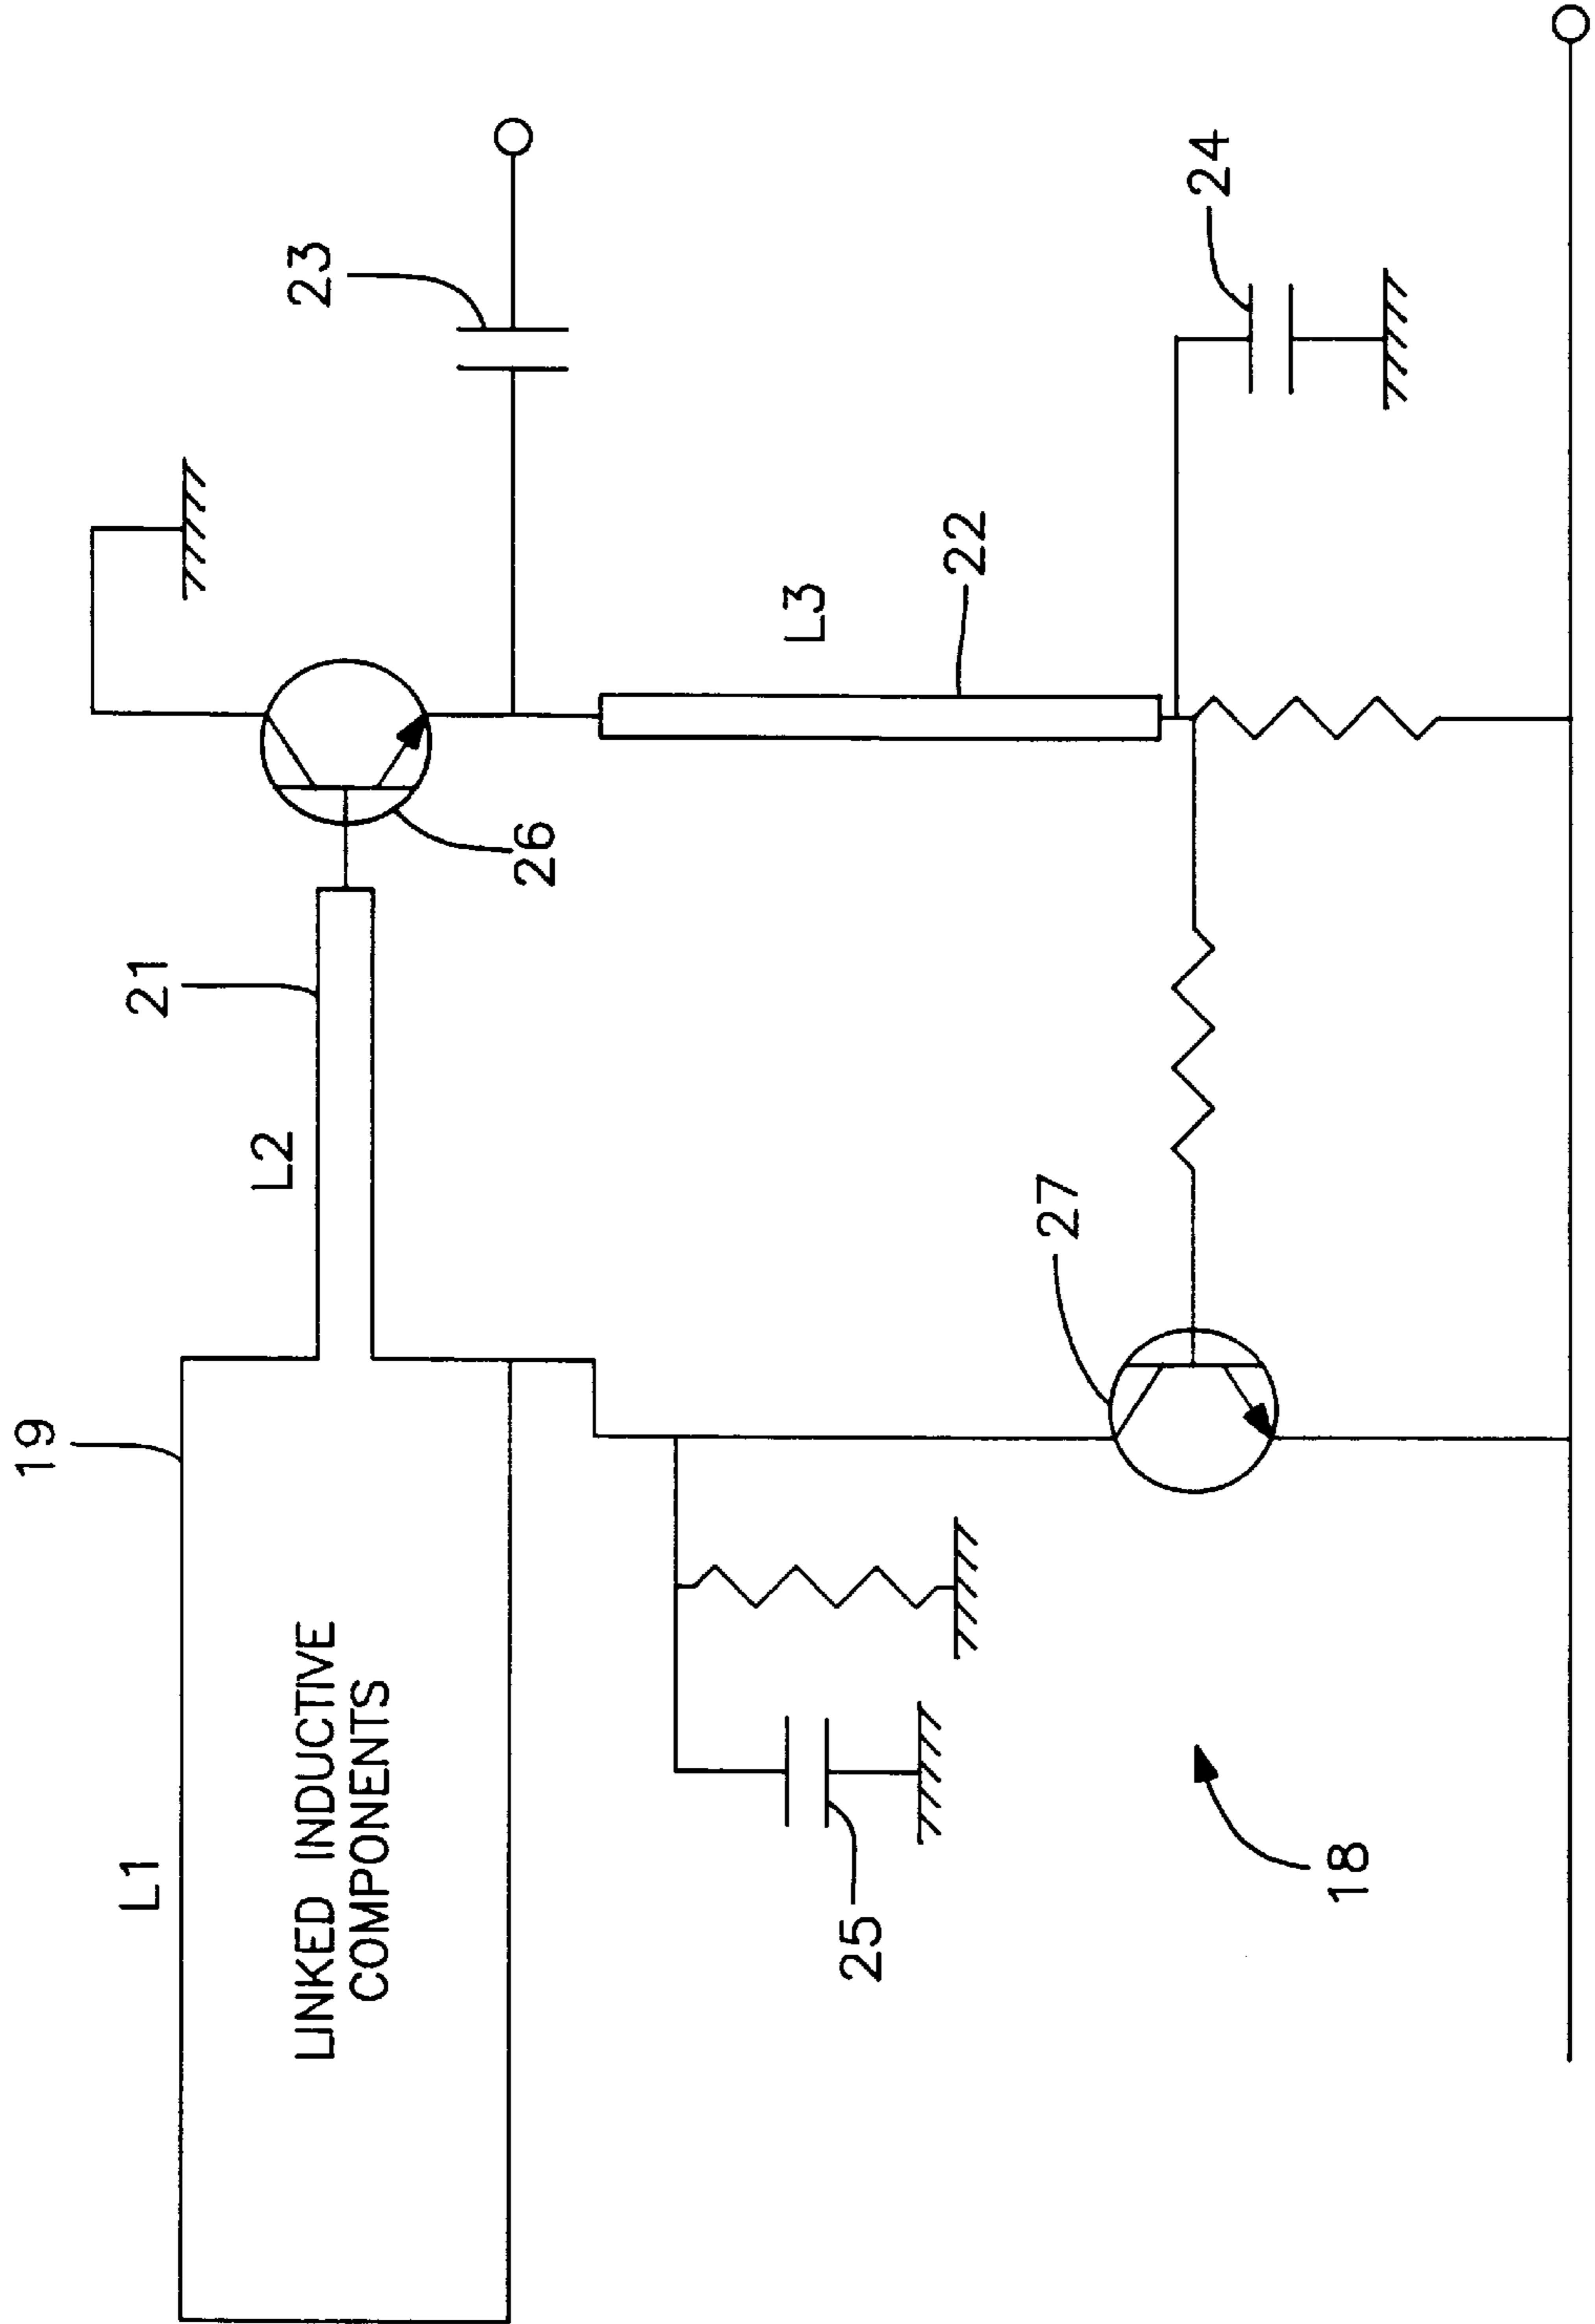 19
L1
LINKED INDUCTIVE
COMPONENTS
L2
21
26
23
L3
22
24
25
27
18